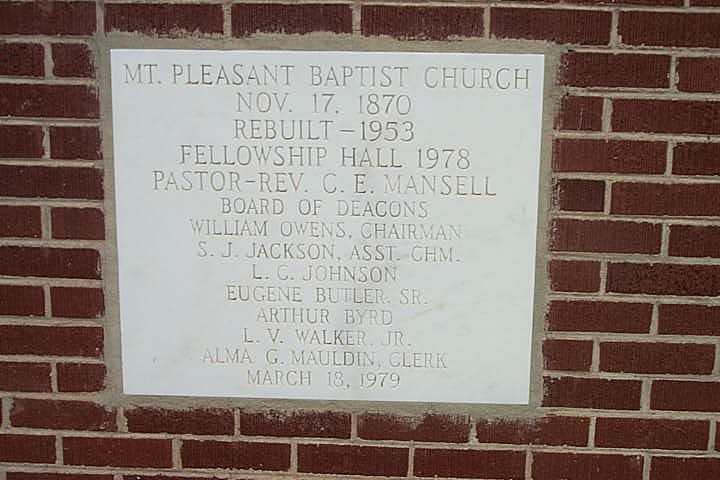 MT. PLEASANT BAPTIST CHURCH
NOV. 17, 1870
REBUILT – 1953
FELLOWSHIP HALL 1978
PASTOR-REV. C. E. MANSELL
BOARD OF DEACONS
WILLIAM OWENS, CHAIRMAN
S. J. JACKSON, ASST. CHM.
L. C. JOHNSON
EUGENE BUTLER, SR.
ARTHUR BYRD
L. V. WALKER, JR.
ALMA G. MAULDIN, CLERK
MARCH 18, 1979